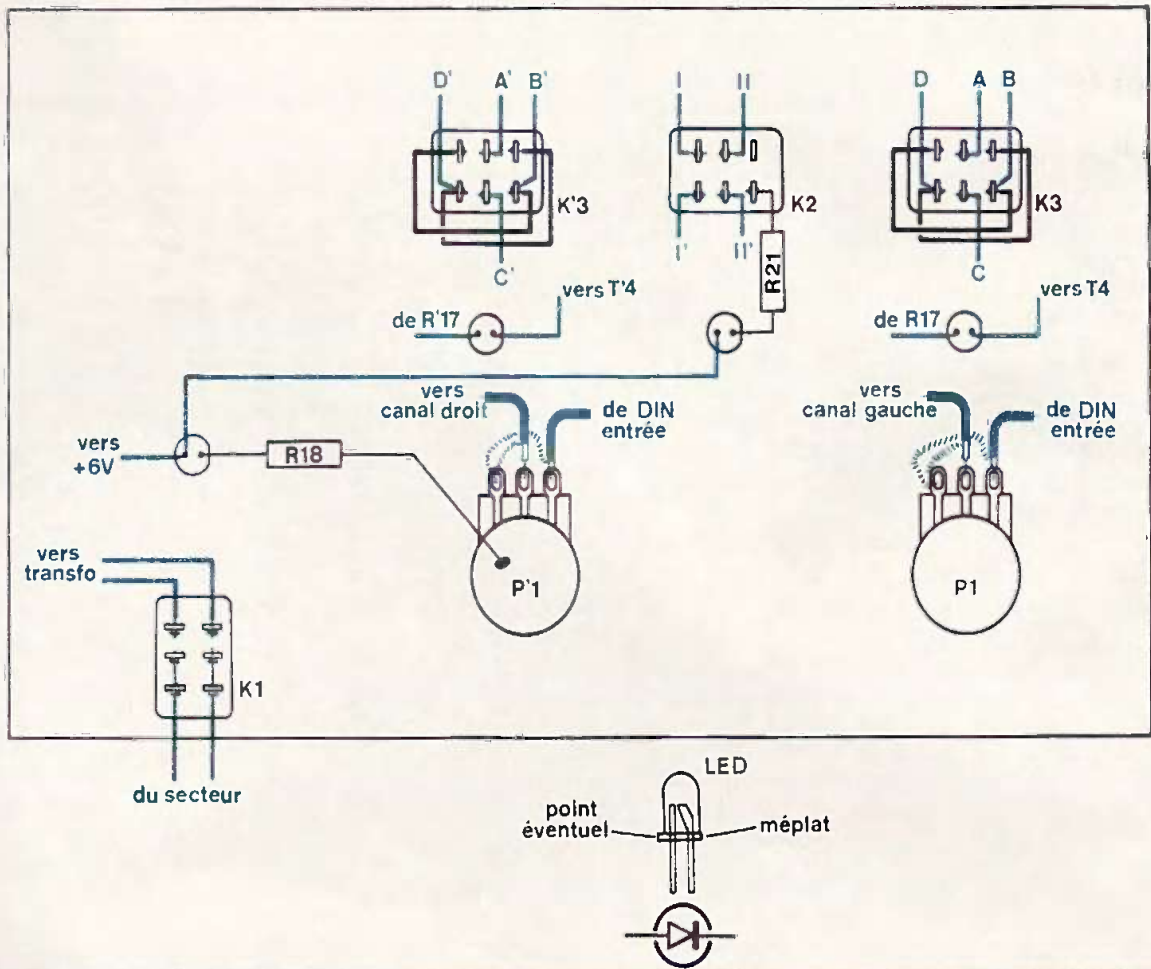 D' A' B'
I II
D A B
K'3
K2
K3
C'
I' II'
R21
C
de R'17
vers T'4
de R17
vers T4
vers
canal droit
de DIN
entrée
vers
canal gauche
de DIN
entrée
vers
+6V
R18
P'1
P1
vers
transfo
K1
du secteur
LED
point
éventuel
méplat